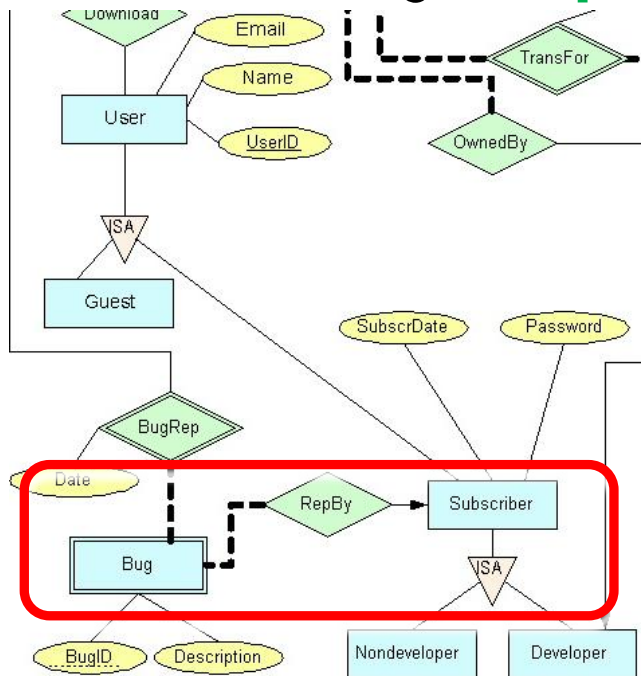 Download
Email
TransFor
Name
User
UserID
OwnedBy
ISA
Guest
SubscrDate
Password
BugRep
Date
RepBy
Subscriber
Bug
ISA
BugID
Description
Nondeveloper
Developer